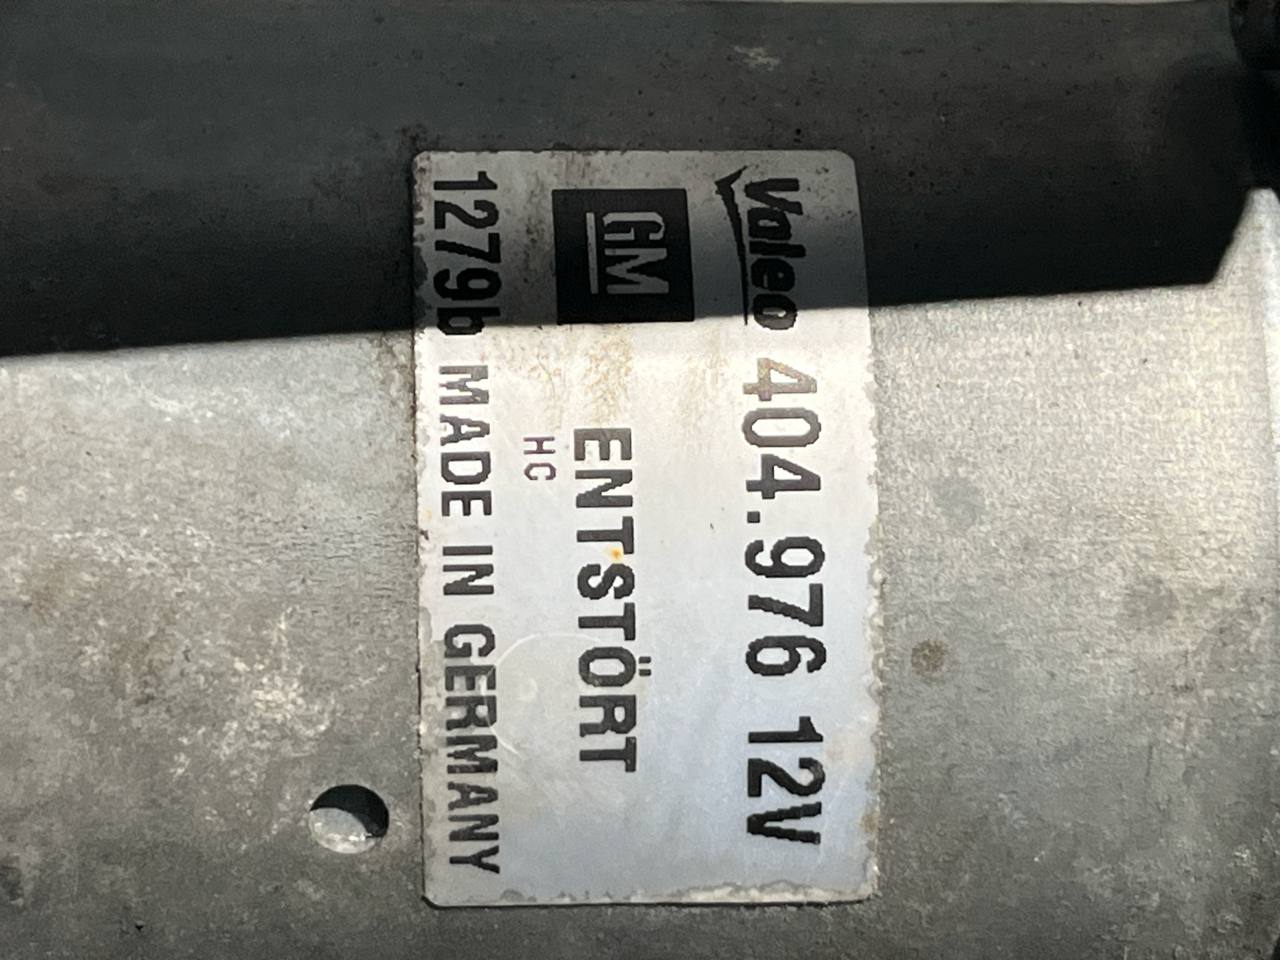 Valeo 404.976 12V
GM ENTSTÖRT
HC
1279b MADE IN GERMANY